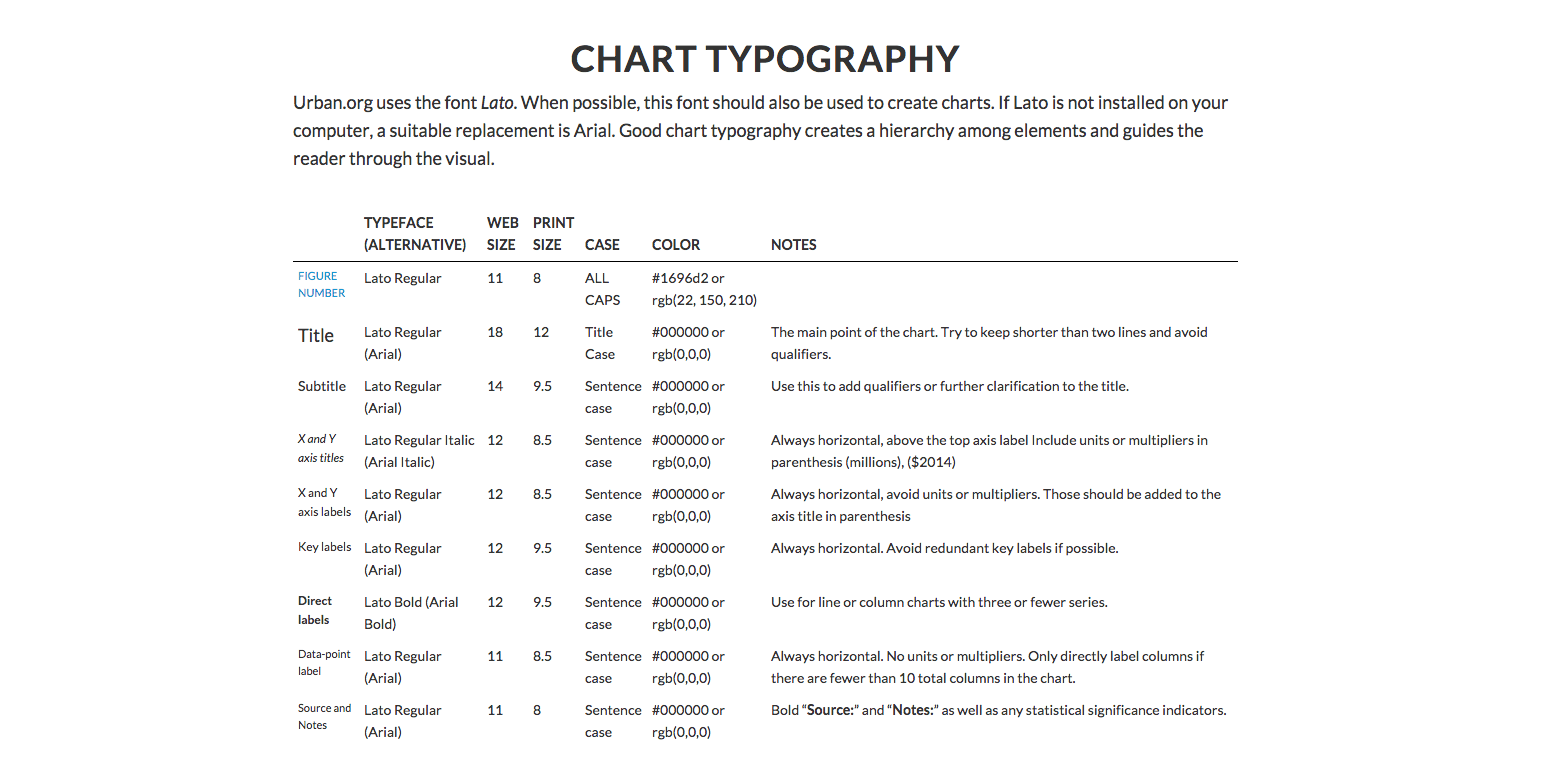 CHART TYPOGRAPHY
Urban.org uses the font Lato. When possible, this font should also be used to create charts. If Lato is not installed on your
computer, a suitable replacement is Arial. Good chart typography creates a hierarchy among elements and guides the
reader through the visual.
TYPEFACE WEB PRINT
(ALTERNATIVE) SIZE SIZE CASE COLOR NOTES
FIGURE Lato Regular 11 8 ALL #1696d2 or
NUMBER CAPS rgb(22, 150, 210)
Title Lato Regular 18 12 Title #000000 or The main point of the chart. Try to keep shorter than two lines and avoid
(Arial) Case rgb(0,0,0) qualifiers.
Subtitle Lato Regular 14 9.5 Sentence #000000 or Use this to add qualifiers or further clarification to the title.
(Arial) case rgb(0,0,0)
X and Y Lato Regular Italic 12 8.5 Sentence #000000 or Always horizontal, above the top axis label Include units or multipliers in
axis titles (Arial Italic) case rgb(0,0,0) parenthesis (millions), ($2014)
X and Y Lato Regular 12 8.5 Sentence #000000 or Always horizontal, avoid units or multipliers. Those should be added to the
axis labels (Arial) case rgb(0,0,0) axis title in parenthesis
Key labels Lato Regular 12 9.5 Sentence #000000 or Always horizontal. Avoid redundant key labels if possible.
(Arial) case rgb(0,0,0)
Direct Lato Bold (Arial 12 9.5 Sentence #000000 or Use for line or column charts with three or fewer series.
labels Bold) case rgb(0,0,0)
Data-point Lato Regular 11 8.5 Sentence #000000 or Always horizontal. No units or multipliers. Only directly label columns if
label (Arial) case rgb(0,0,0) there are fewer than 10 total columns in the chart.
Source and Lato Regular 11 8 Sentence #000000 or Bold “Source:” and “Notes:” as well as any statistical significance indicators.
Notes (Arial) case rgb(0,0,0)